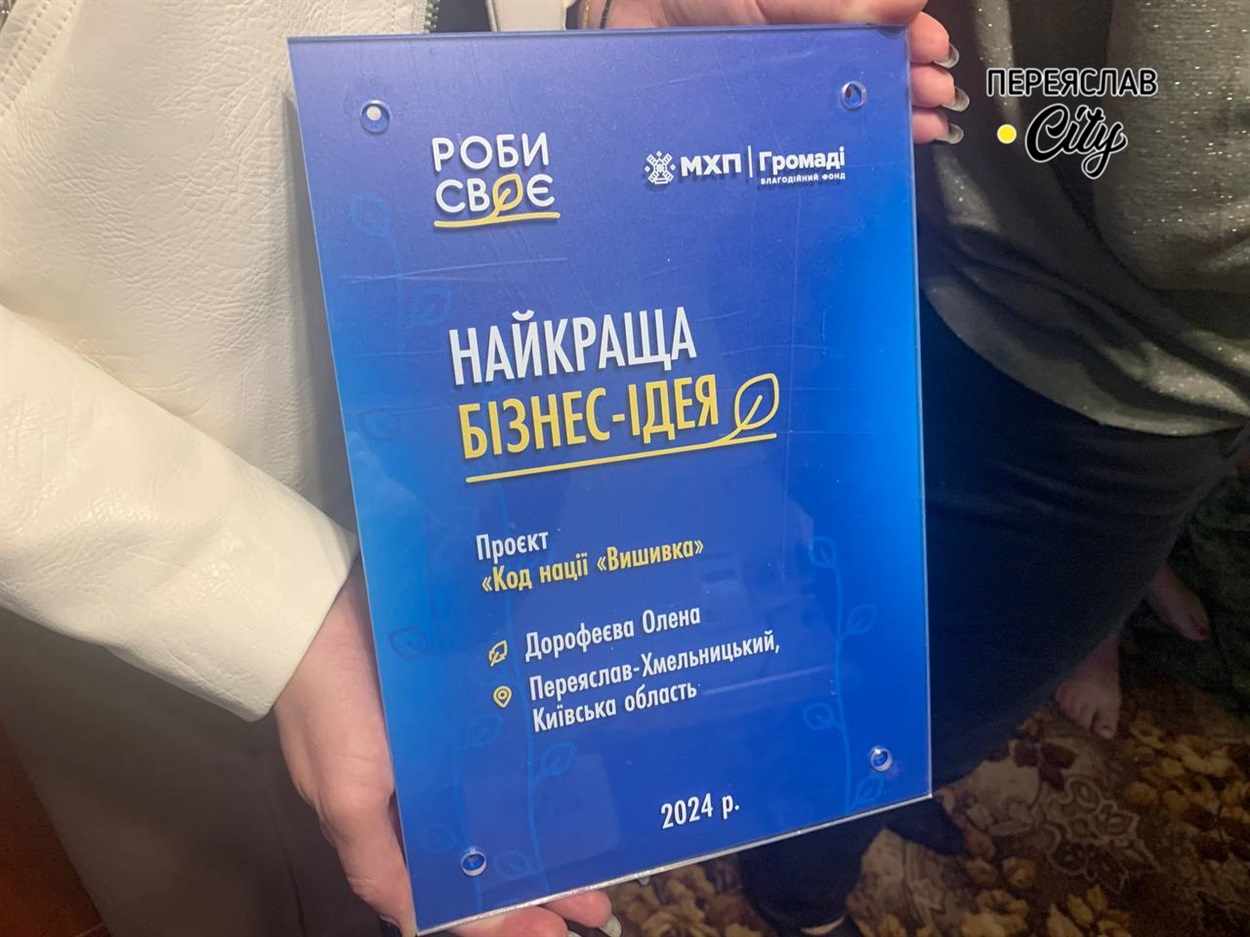 ПЕРЕЯСЛАВ
City
РОБИ
СВОЄ
МХП | Громаді
БЛАГОДІЙНИЙ ФОНД
НАЙКРАЩА
БІЗНЕС-ІДЕЯ
Проєкт
«Код нації «Вишивка»
Дорофеєва Олена
Переяслав-Хмельницький,
Київська область
2024 р.